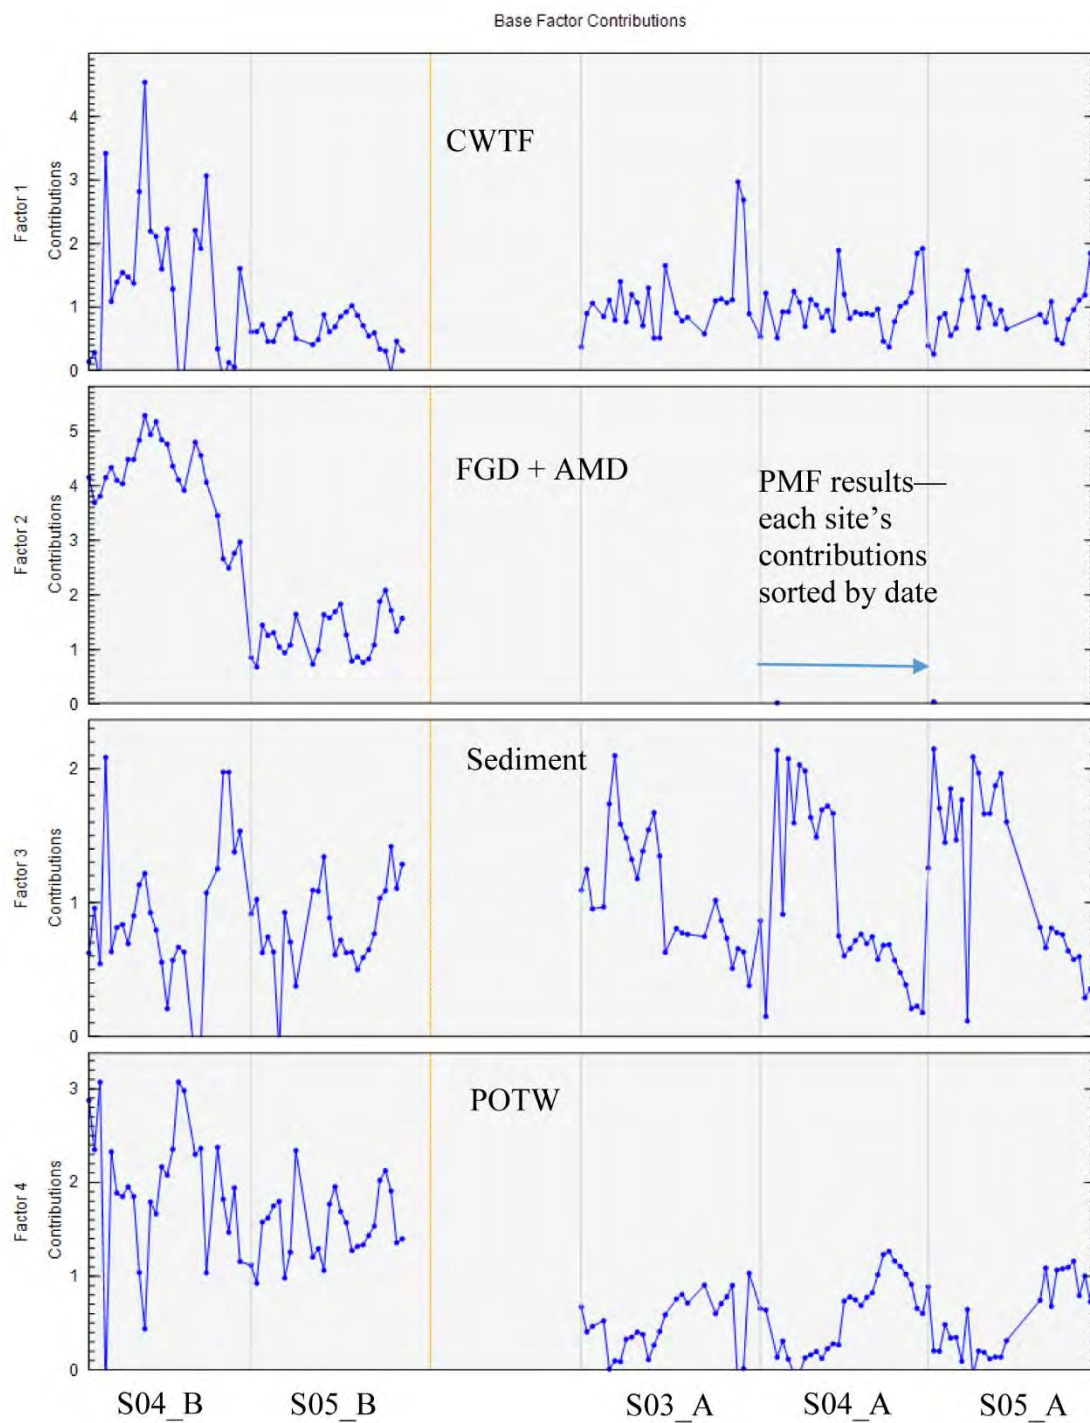 Base Factor Contributions
Factor 1
Contributions
4
3
2
1
0
CWTF
Factor 2
Contributions
5
4
3
2
1
0
FGD + AMD
PMF results—
each site’s
contributions
sorted by date
Factor 3
Contributions
2
1
0
Sediment
Factor 4
Contributions
3
2
1
0
POTW
S04_B S05_B S03_A S04_A S05_A